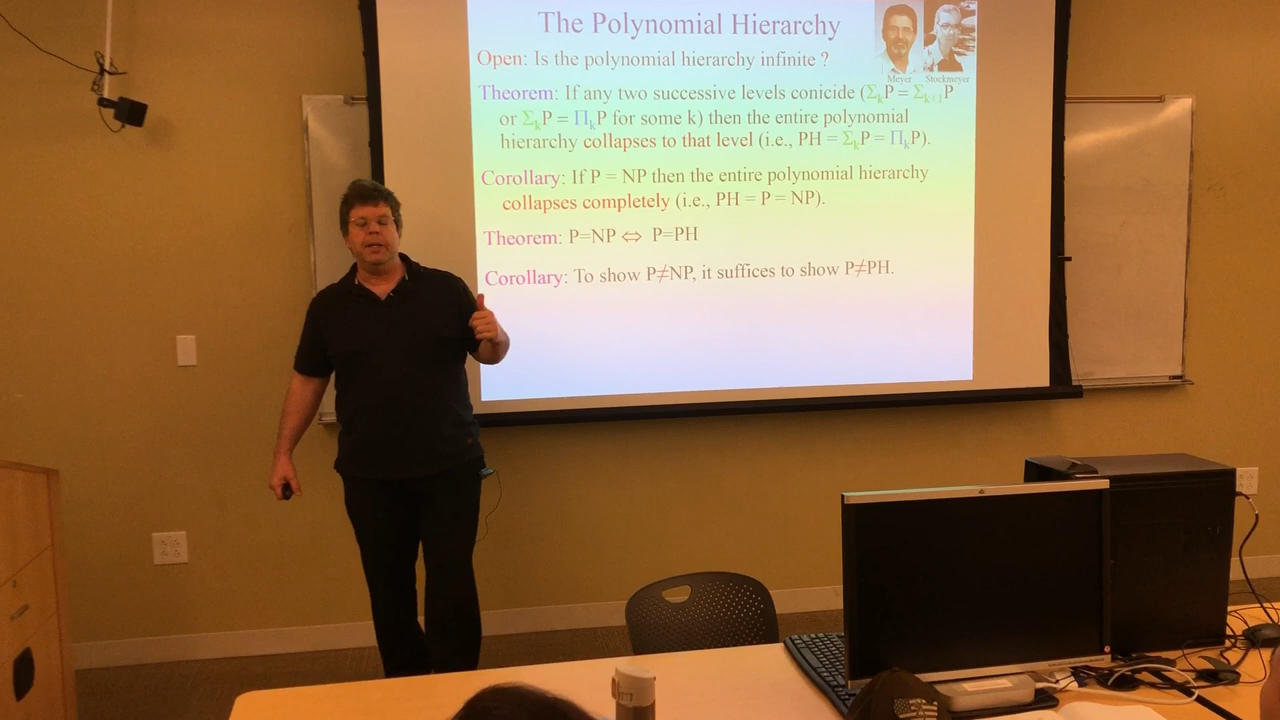 The Polynomial Hierarchy
Open: Is the polynomial hierarchy infinite ?
Meyer Stockmeyer
Theorem: If any two successive levels conicide (ΣₖP = Σₖ₊₁P
or ΣₖP = ΠₖP for some k) then the entire polynomial
hierarchy collapses to that level (i.e., PH = ΣₖP = ΠₖP).
Corollary: If P = NP then the entire polynomial hierarchy
collapses completely (i.e., PH = P = NP).
Theorem: P=NP ⇔ P=PH
Corollary: To show P≠NP, it suffices to show P≠PH.